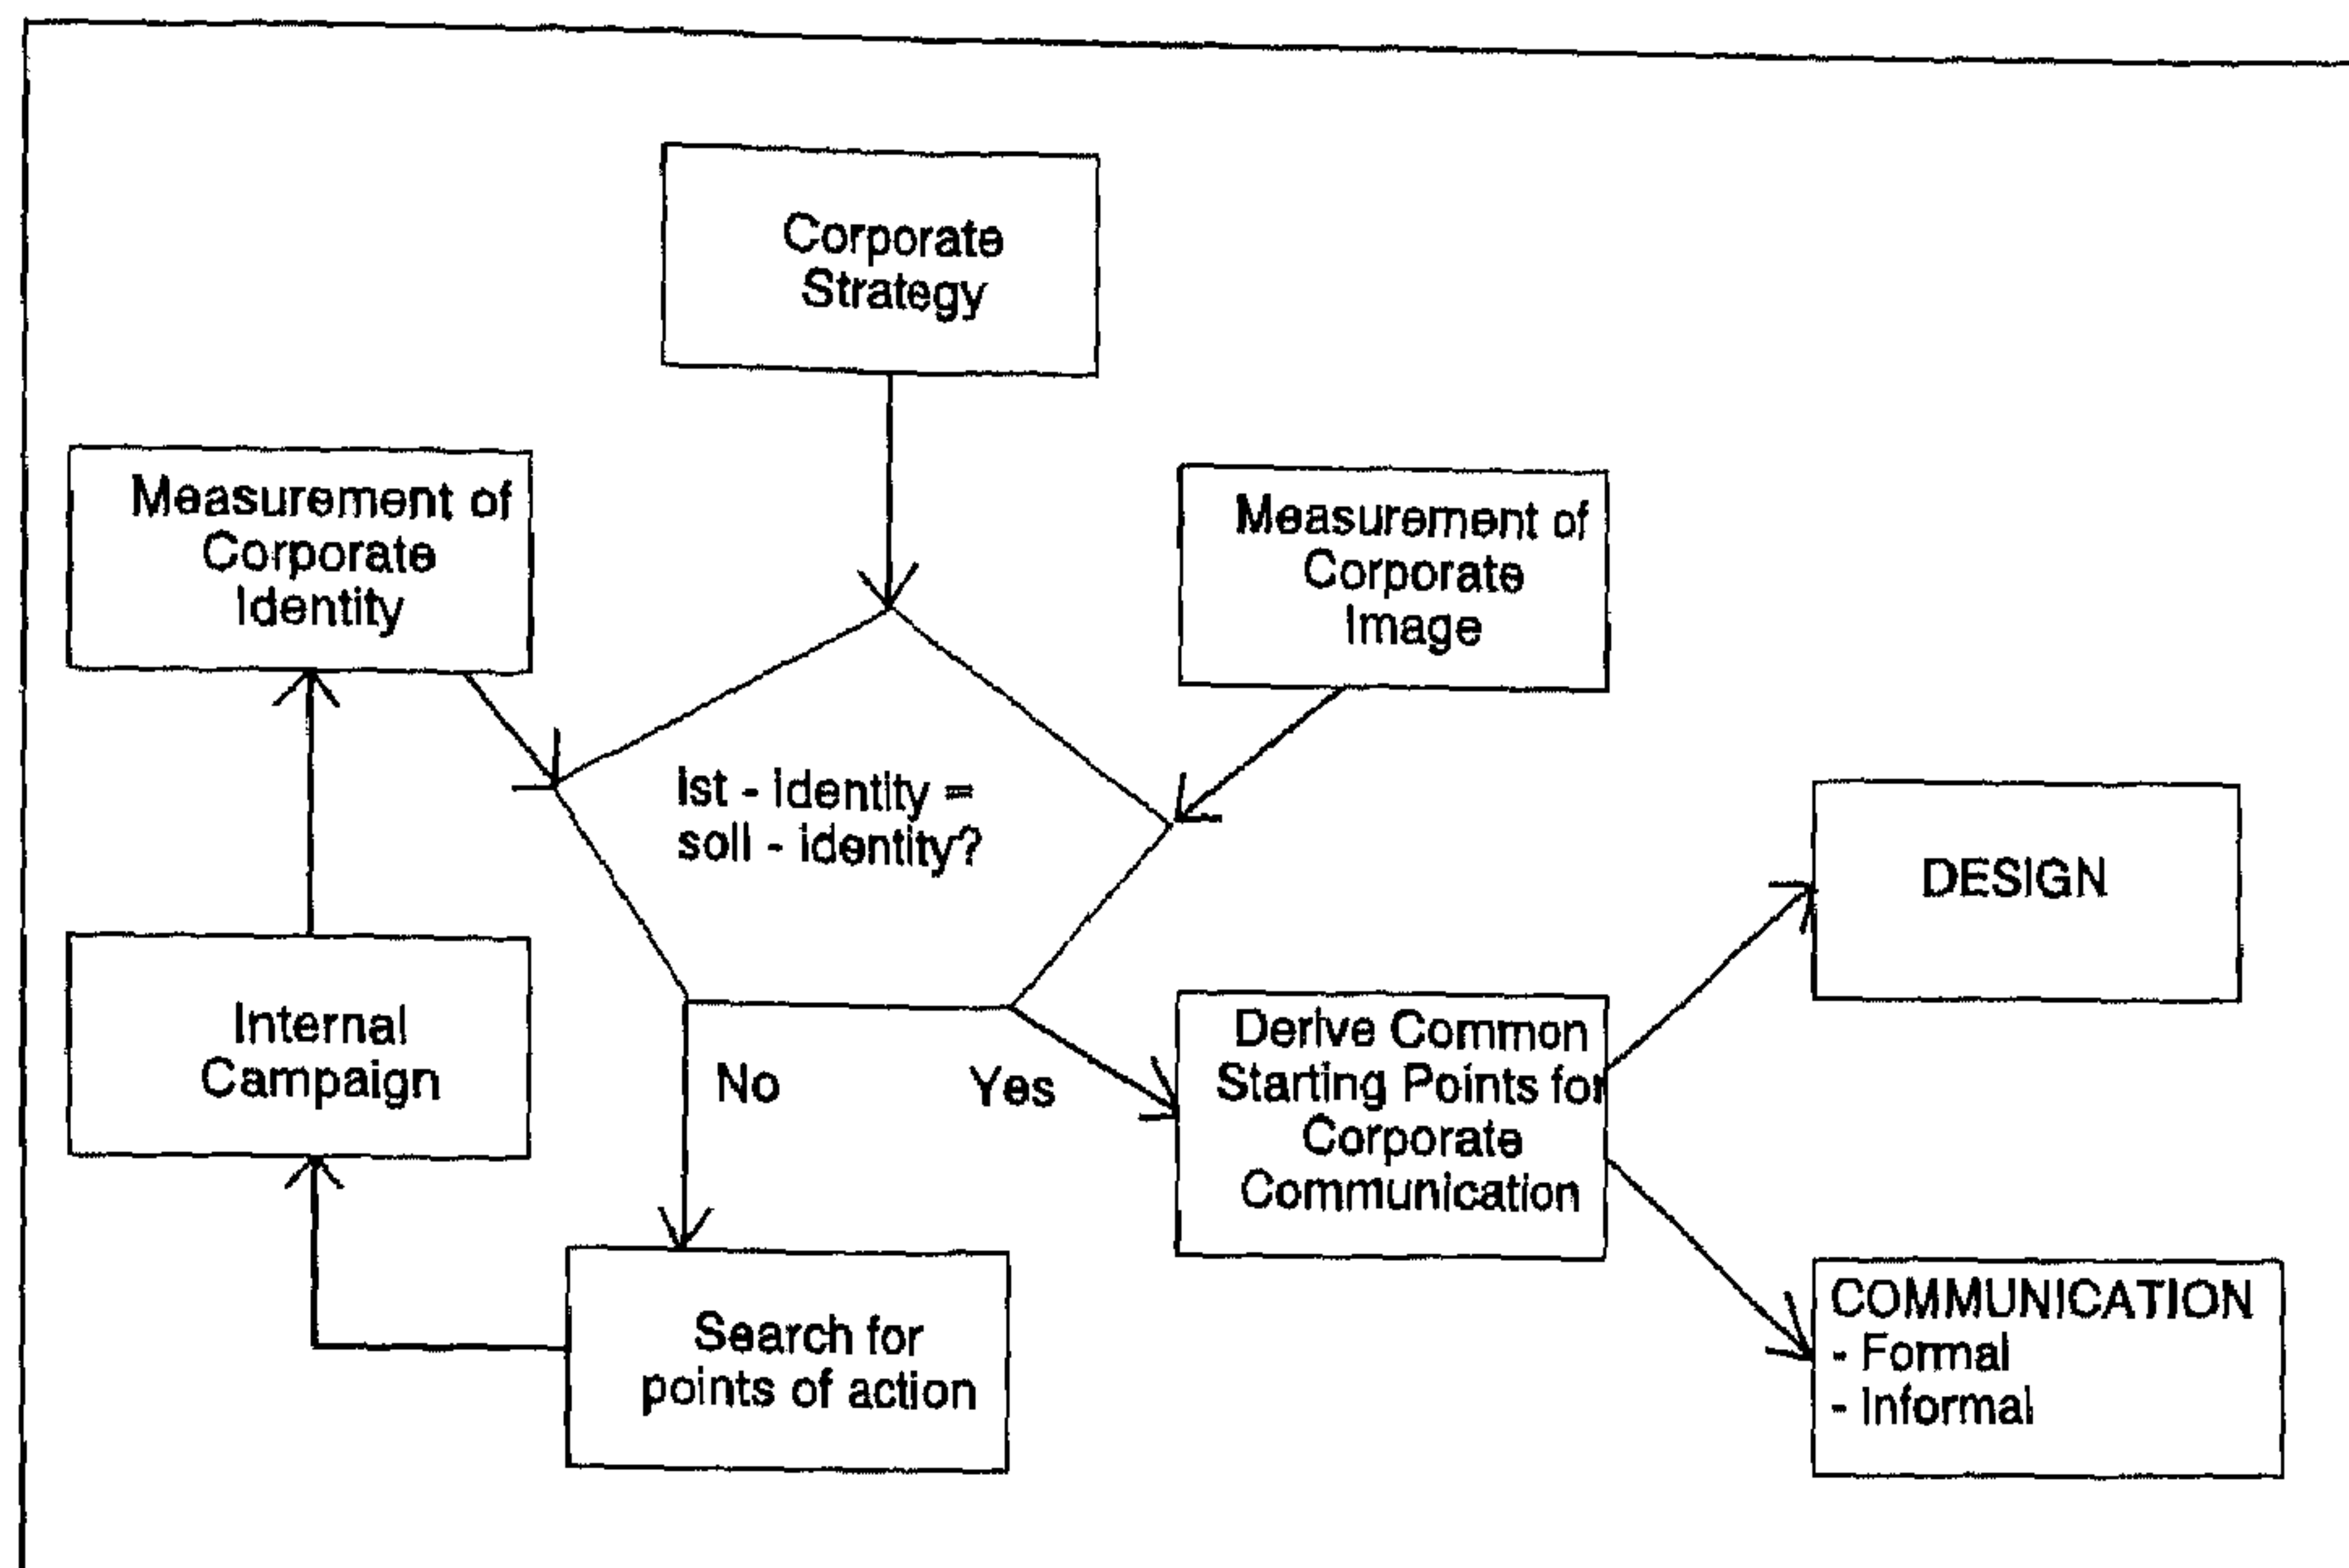 Corporate
Strategy
Measurement of
Corporate
Identity
Measurement of
Corporate
Image
Ist - Identity =
soll - identity?
DESIGN
Internal
Campaign
No
Yes
Derive Common
Starting Points for
Corporate
Communication
Search for
points of action
COMMUNICATION
- Formal
- Informal